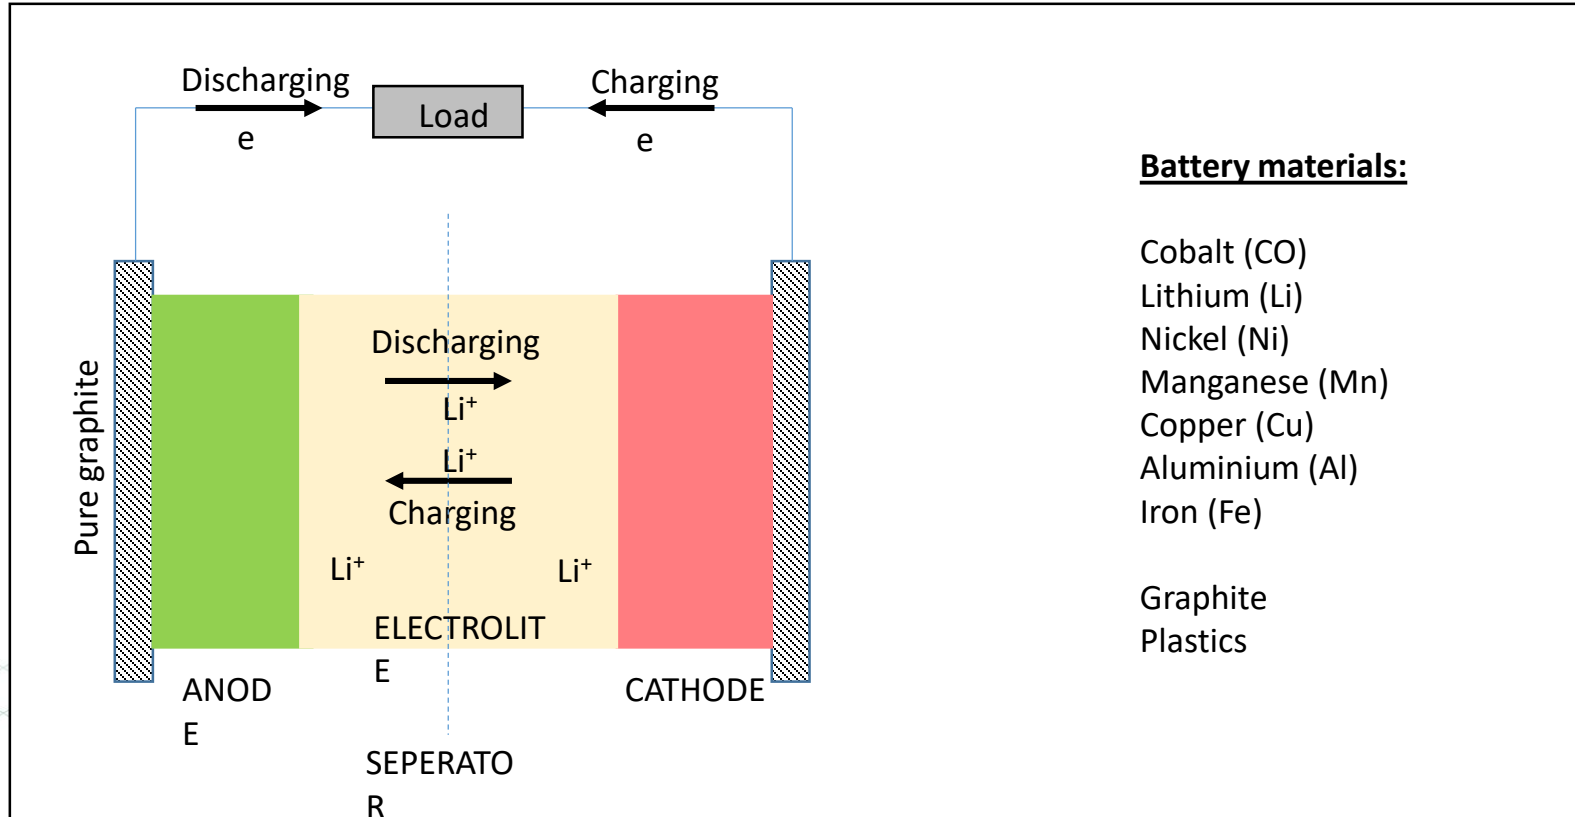 Discharging
Charging
Load
e
e
Battery materials:
Cobalt (CO)
Lithium (Li)
Nickel (Ni)
Manganese (Mn)
Copper (Cu)
Aluminium (Al)
Iron (Fe)
Graphite
Plastics
Pure graphite
Discharging
Li⁺
Li⁺
Charging
Li⁺
Li⁺
ELECTROLIT
E
ANOD
E
CATHODE
SEPERATO
R